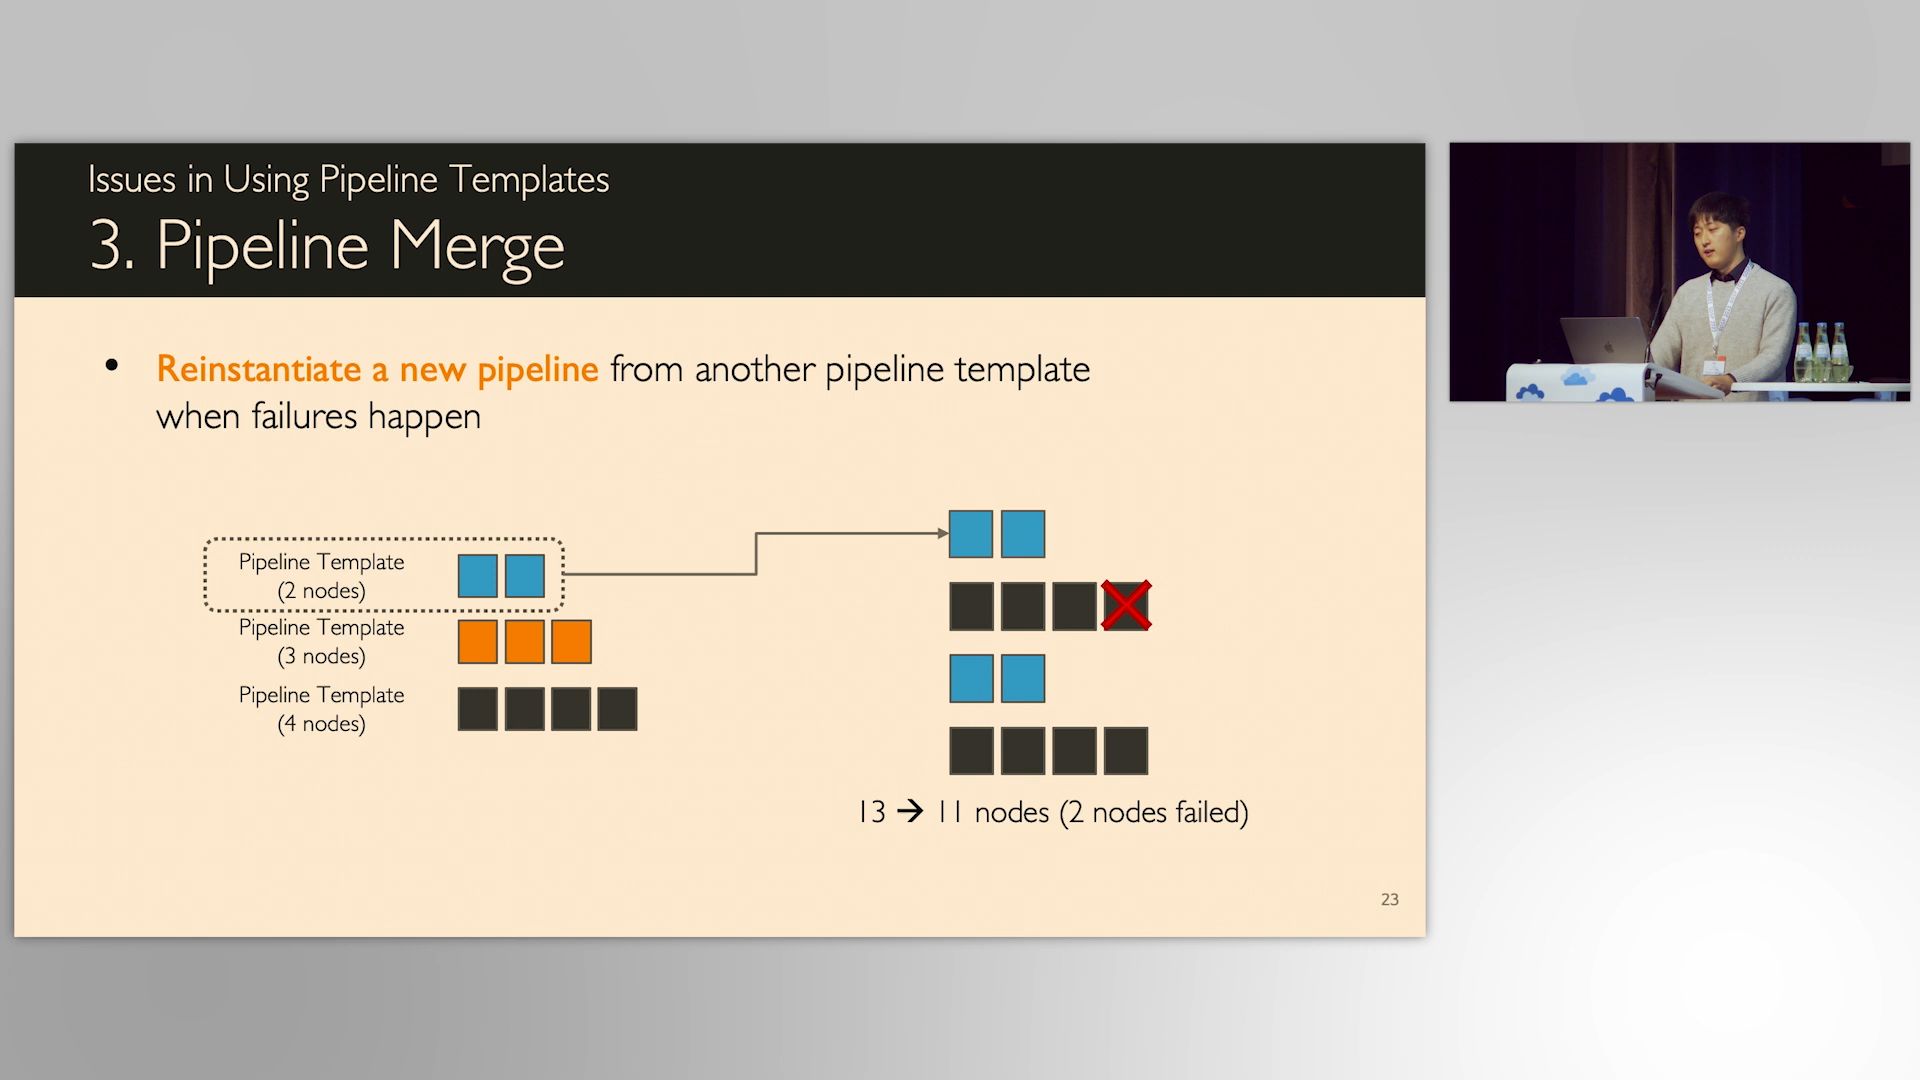 Issues in Using Pipeline Templates
3. Pipeline Merge
• Reinstantiate a new pipeline from another pipeline template
when failures happen
Pipeline Template
(2 nodes)
Pipeline Template
(3 nodes)
Pipeline Template
(4 nodes)
13 → 11 nodes (2 nodes failed)
23